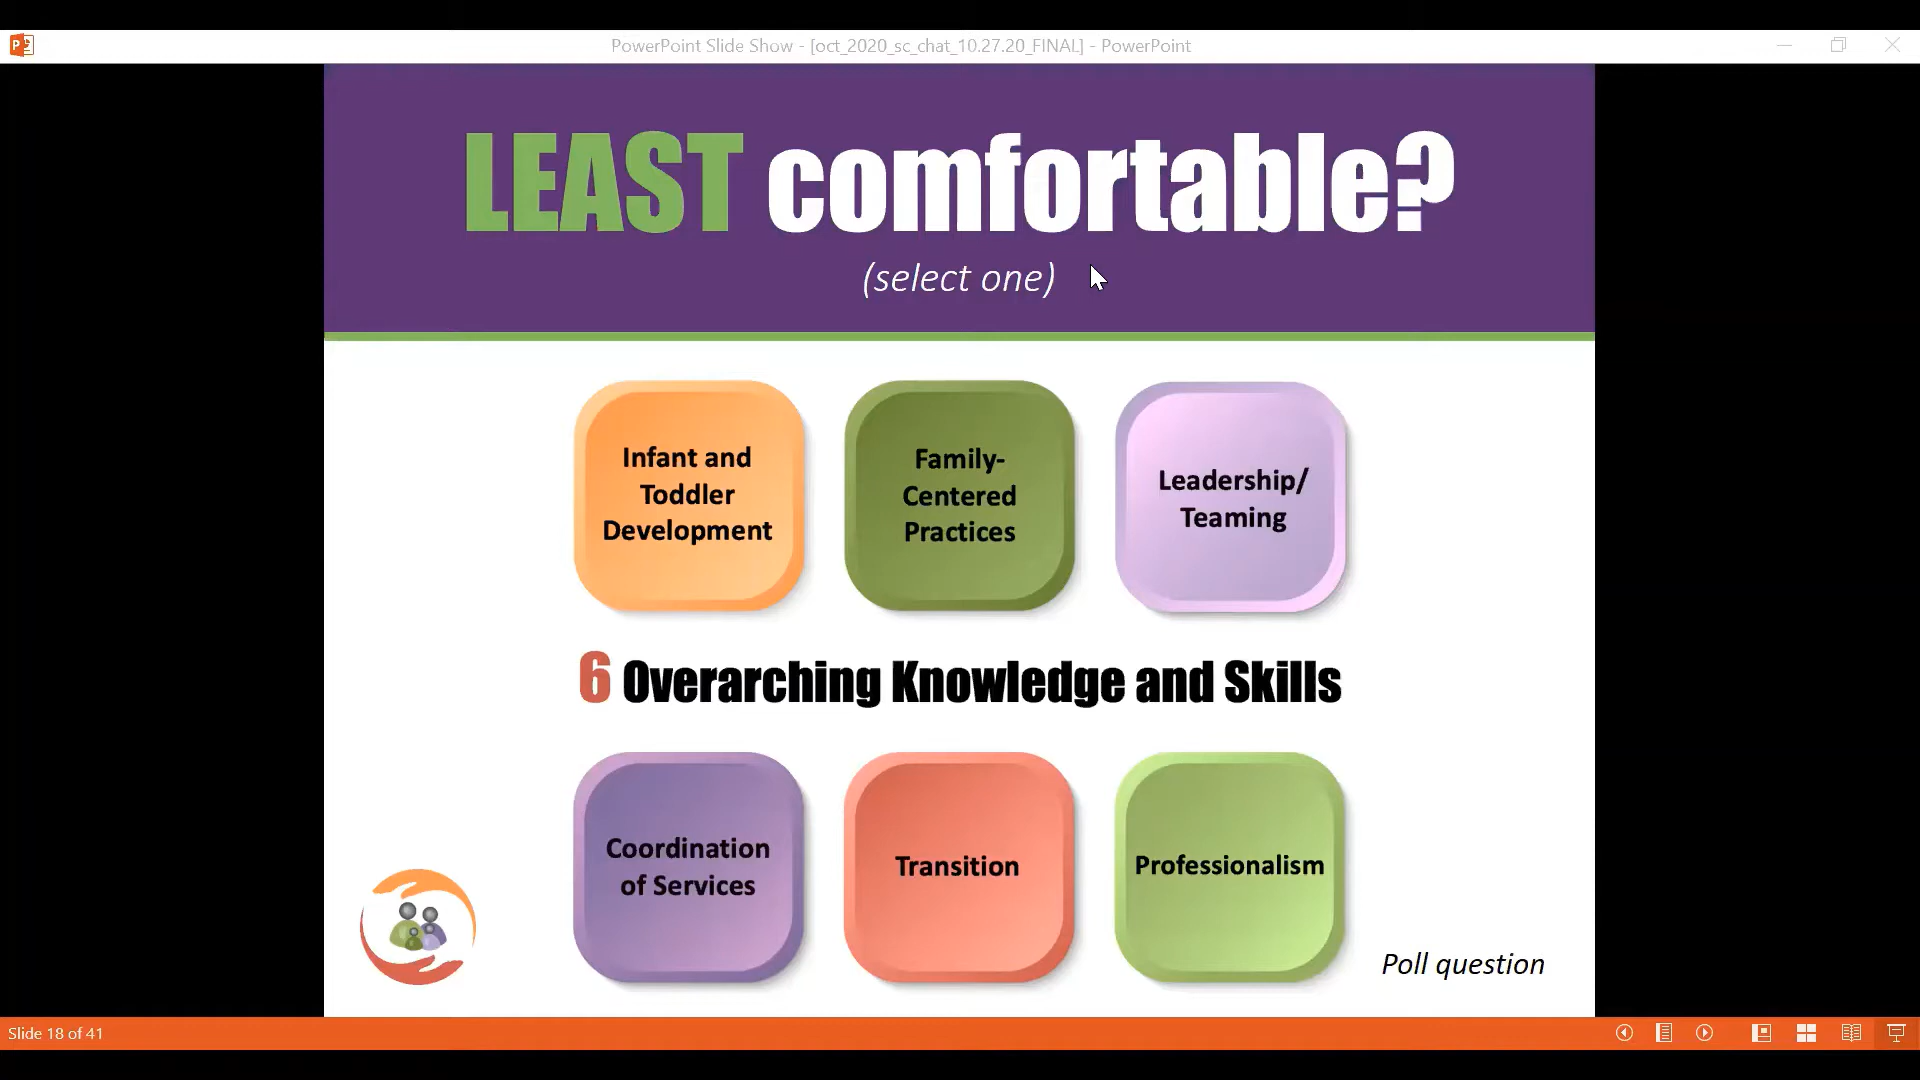 PowerPoint Slide Show - [oct_2020_sc_chat_10.27.20_FINAL] - PowerPoint
LEAST comfortable?
(select one)
Infant and
Toddler
Development
Family-
Centered
Practices
Leadership/
Teaming
6 Overarching Knowledge and Skills
Coordination
of Services
Transition
Professionalism
Poll question
Slide 18 of 41